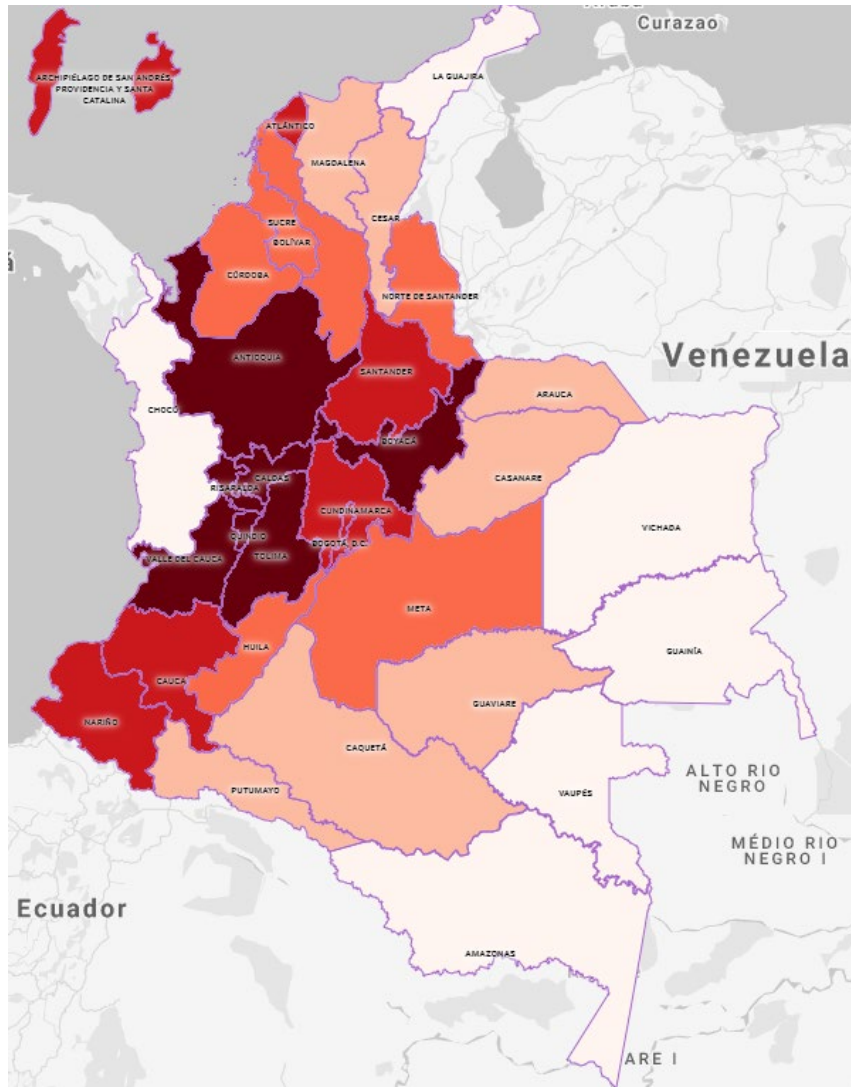 Curazao
LA GUAJIRA
ARCHIPIÉLAGO DE SAN ANDRÉS,
PROVIDENCIA Y SANTA
CATALINA
ATLÁNTICO
MAGDALENA
CESAR
SUCRE
BOLÍVAR
CÓRDOBA
NORTE DE SANTANDER
Venezuela
ANTIOQUIA
SANTANDER
ARAUCA
CHOCÓ
BOYACÁ
CASANARE
CALDAS
RISARALDA
CUNDINAMARCA
VICHADA
QUINDIO
BOGOTÁ, D.C.
VALLE DEL CAUCA
TOLIMA
META
HUILA
GUAINÍA
CAUCA
GUAVIARE
NARIÑO
CAQUETÁ
ALTO RIO
NEGRO
PUTUMAYO
VAUPÉS
MÉDIO RIO
NEGRO I
Ecuador
AMAZONAS
ARE I